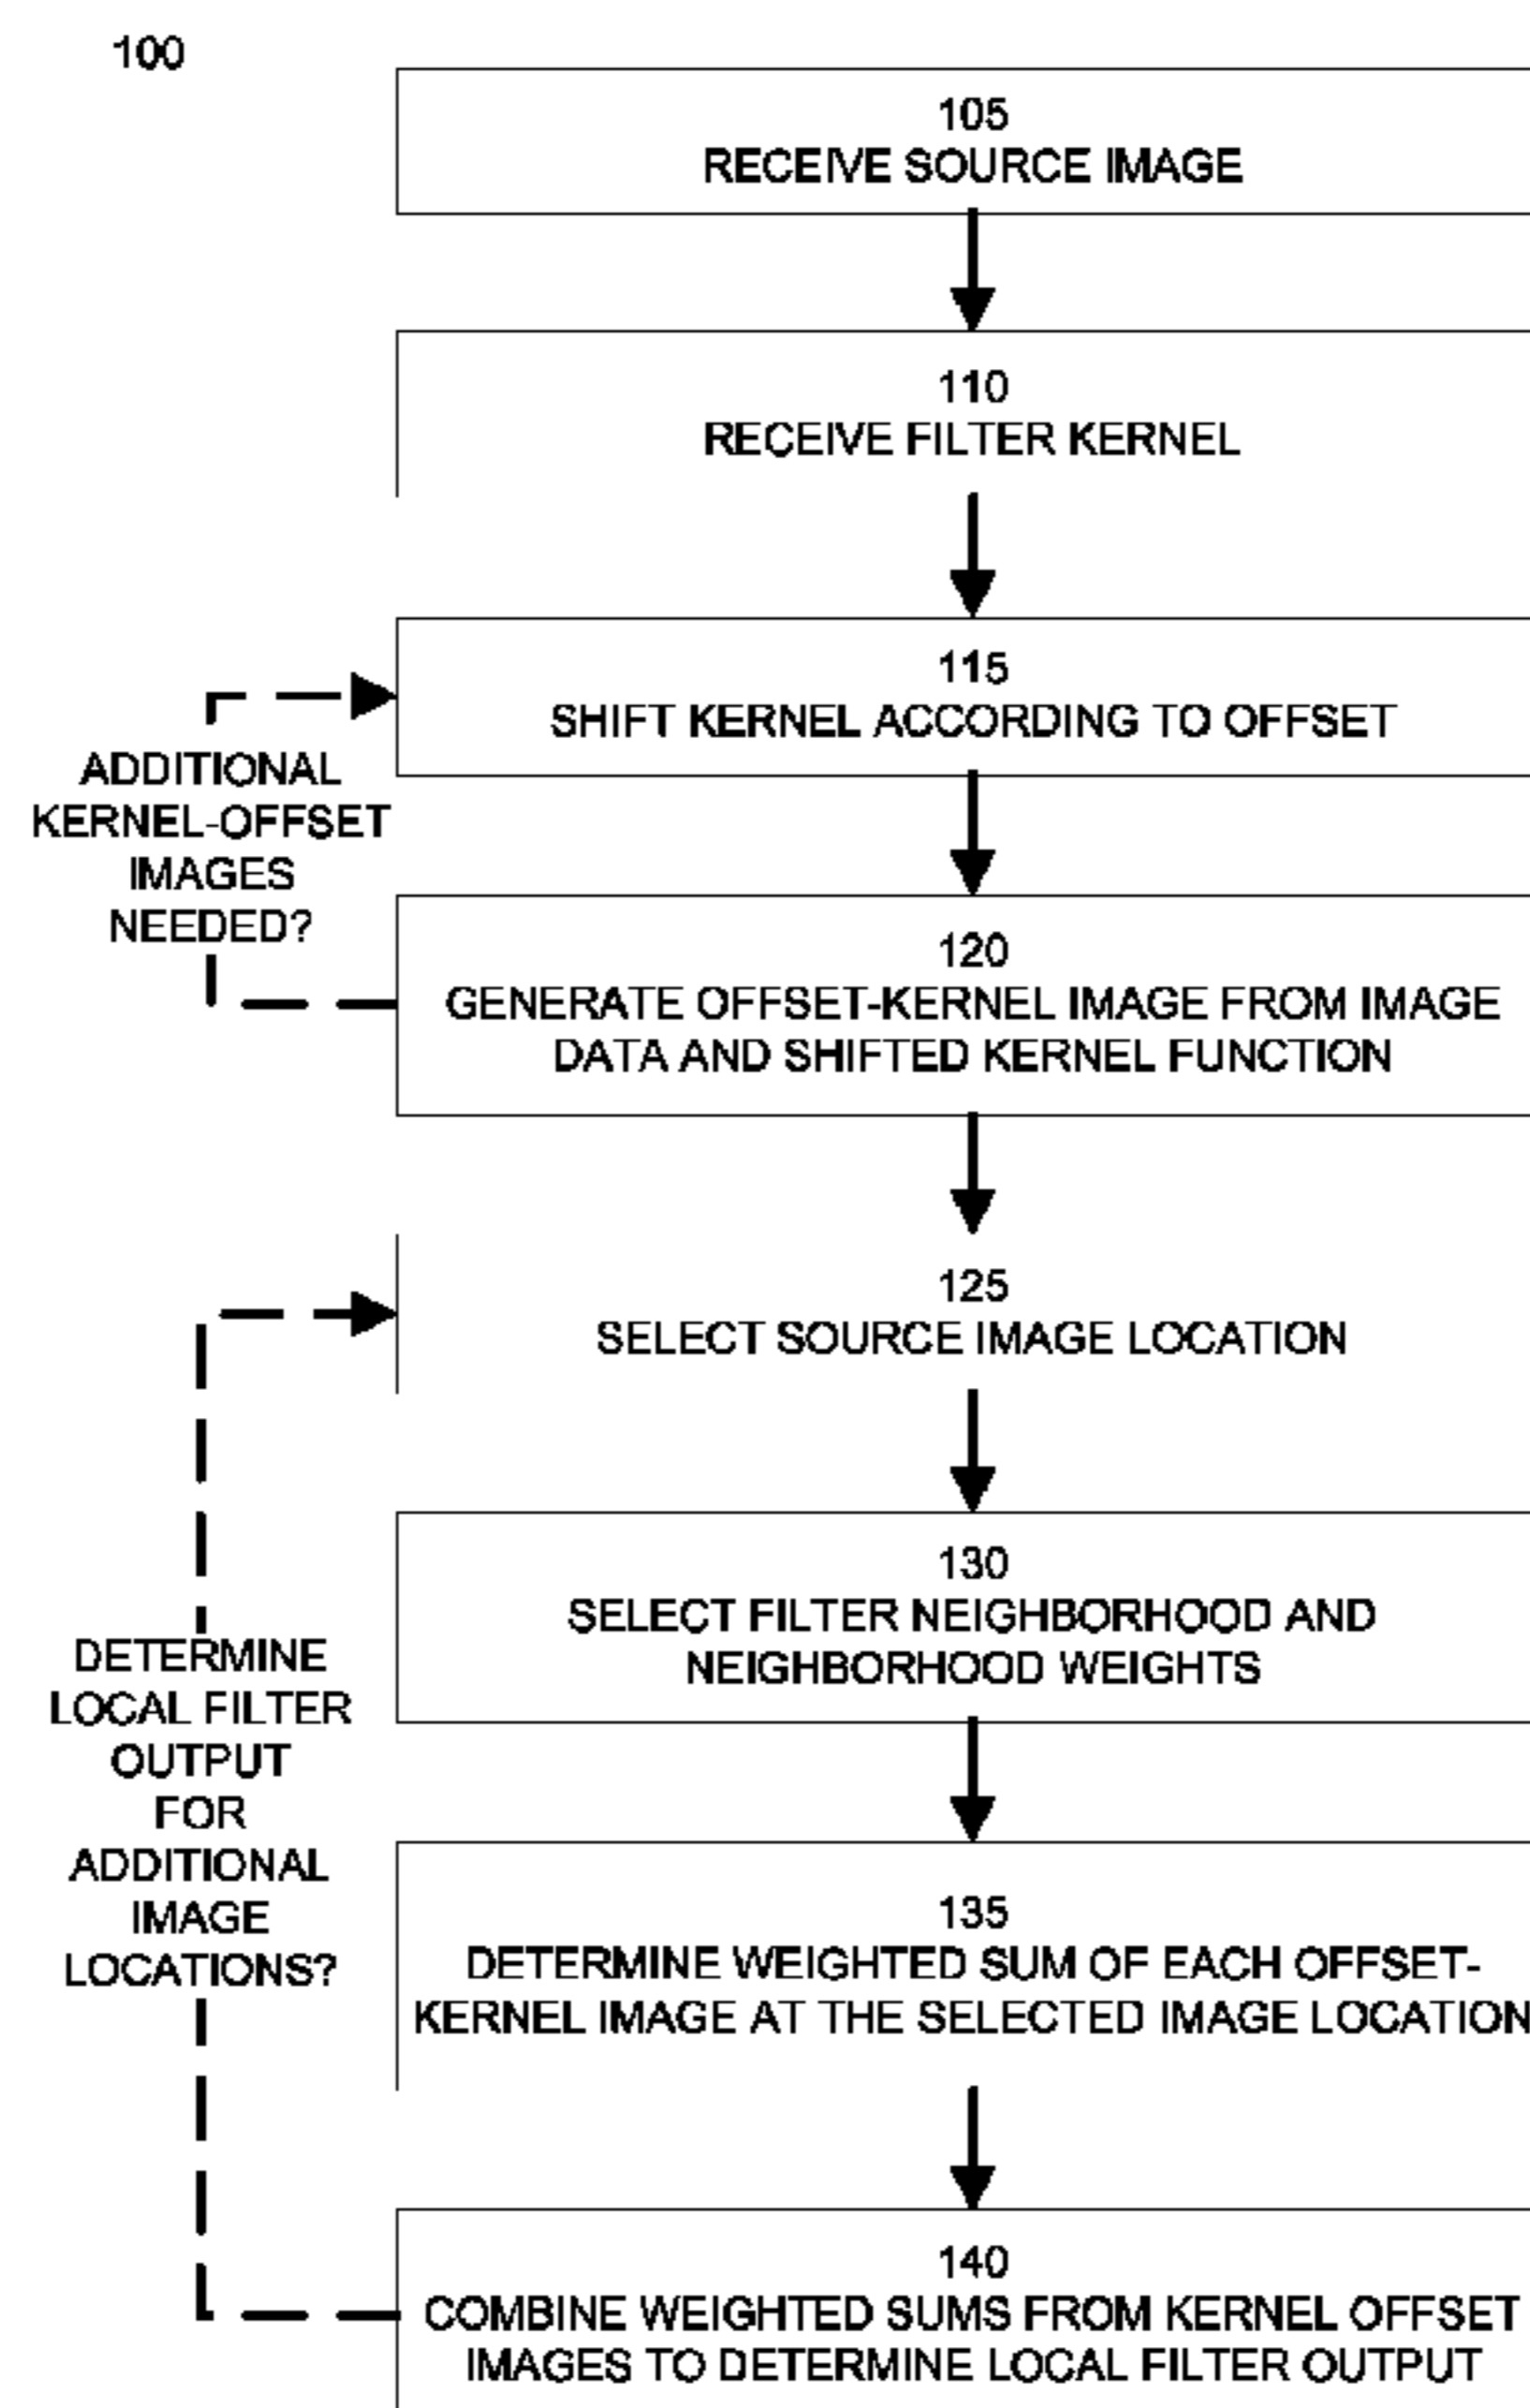 100
105
RECEIVE SOURCE IMAGE
110
RECEIVE FILTER KERNEL
115
SHIFT KERNEL ACCORDING TO OFFSET
ADDITIONAL
KERNEL-OFFSET
IMAGES
NEEDED?
120
GENERATE OFFSET-KERNEL IMAGE FROM IMAGE
DATA AND SHIFTED KERNEL FUNCTION
125
SELECT SOURCE IMAGE LOCATION
130
SELECT FILTER NEIGHBORHOOD AND
NEIGHBORHOOD WEIGHTS
DETERMINE
LOCAL FILTER
OUTPUT
FOR
ADDITIONAL
IMAGE
LOCATIONS?
135
DETERMINE WEIGHTED SUM OF EACH OFFSET-
KERNEL IMAGE AT THE SELECTED IMAGE LOCATION
140
COMBINE WEIGHTED SUMS FROM KERNEL OFFSET
IMAGES TO DETERMINE LOCAL FILTER OUTPUT